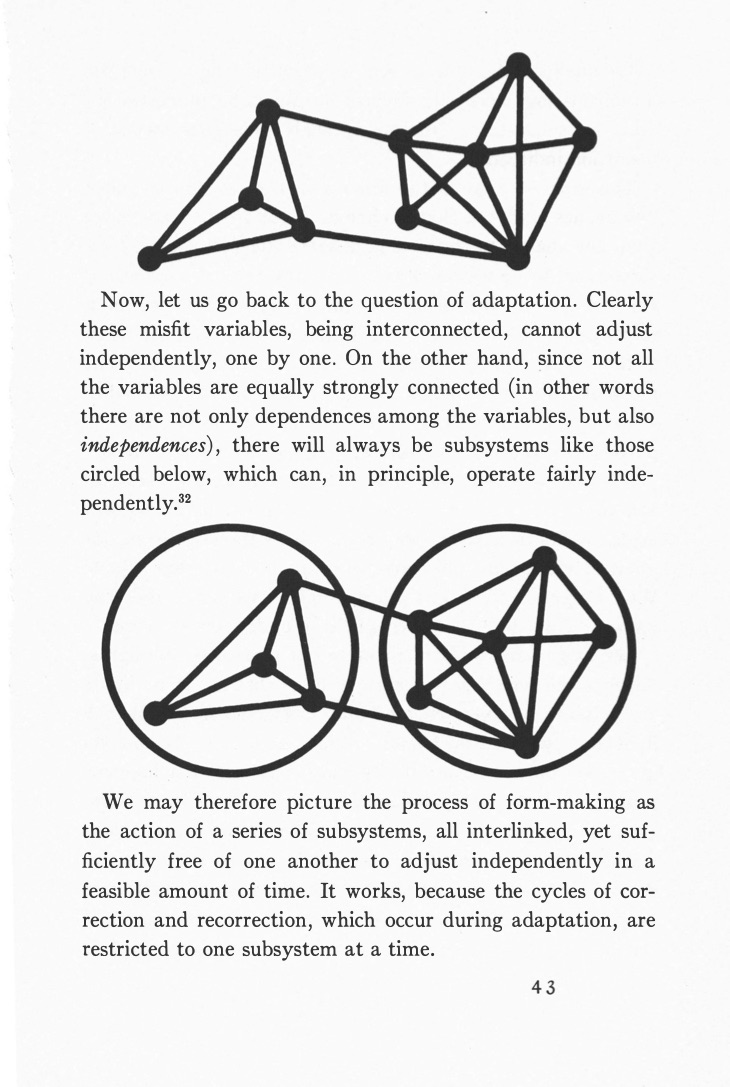 Now, let us go back to the question of adaptation. Clearly
these misfit variables, being interconnected, cannot adjust
independently, one by one. On the other hand, since not all
the variables are equally strongly connected (in other words
there are not only dependences among the variables, but also
independences), there will always be subsystems like those
circled below, which can, in principle, operate fairly inde-
pendently.³²
We may therefore picture the process of form-making as
the action of a series of subsystems, all interlinked, yet suf-
ficiently free of one another to adjust independently in a
feasible amount of time. It works, because the cycles of cor-
rection and recorrection, which occur during adaptation, are
restricted to one subsystem at a time.
43